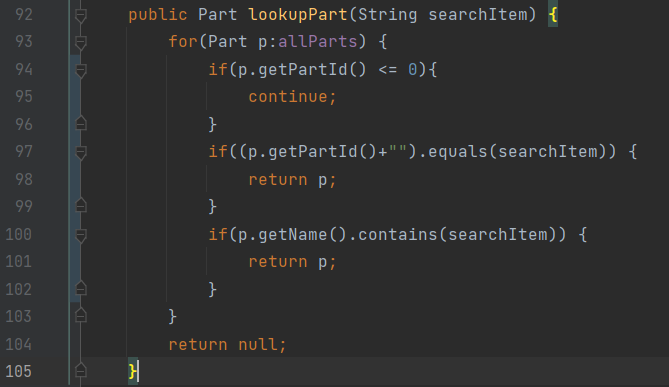 92 public Part lookupPart(String searchItem) {
93 for(Part p:allParts) {
94 if(p.getPartId() <= 0){
95 continue;
96 }
97 if((p.getPartId()+"").equals(searchItem)) {
98 return p;
99 }
100 if(p.getName().contains(searchItem)) {
101 return p;
102 }
103 }
104 return null;
105 }